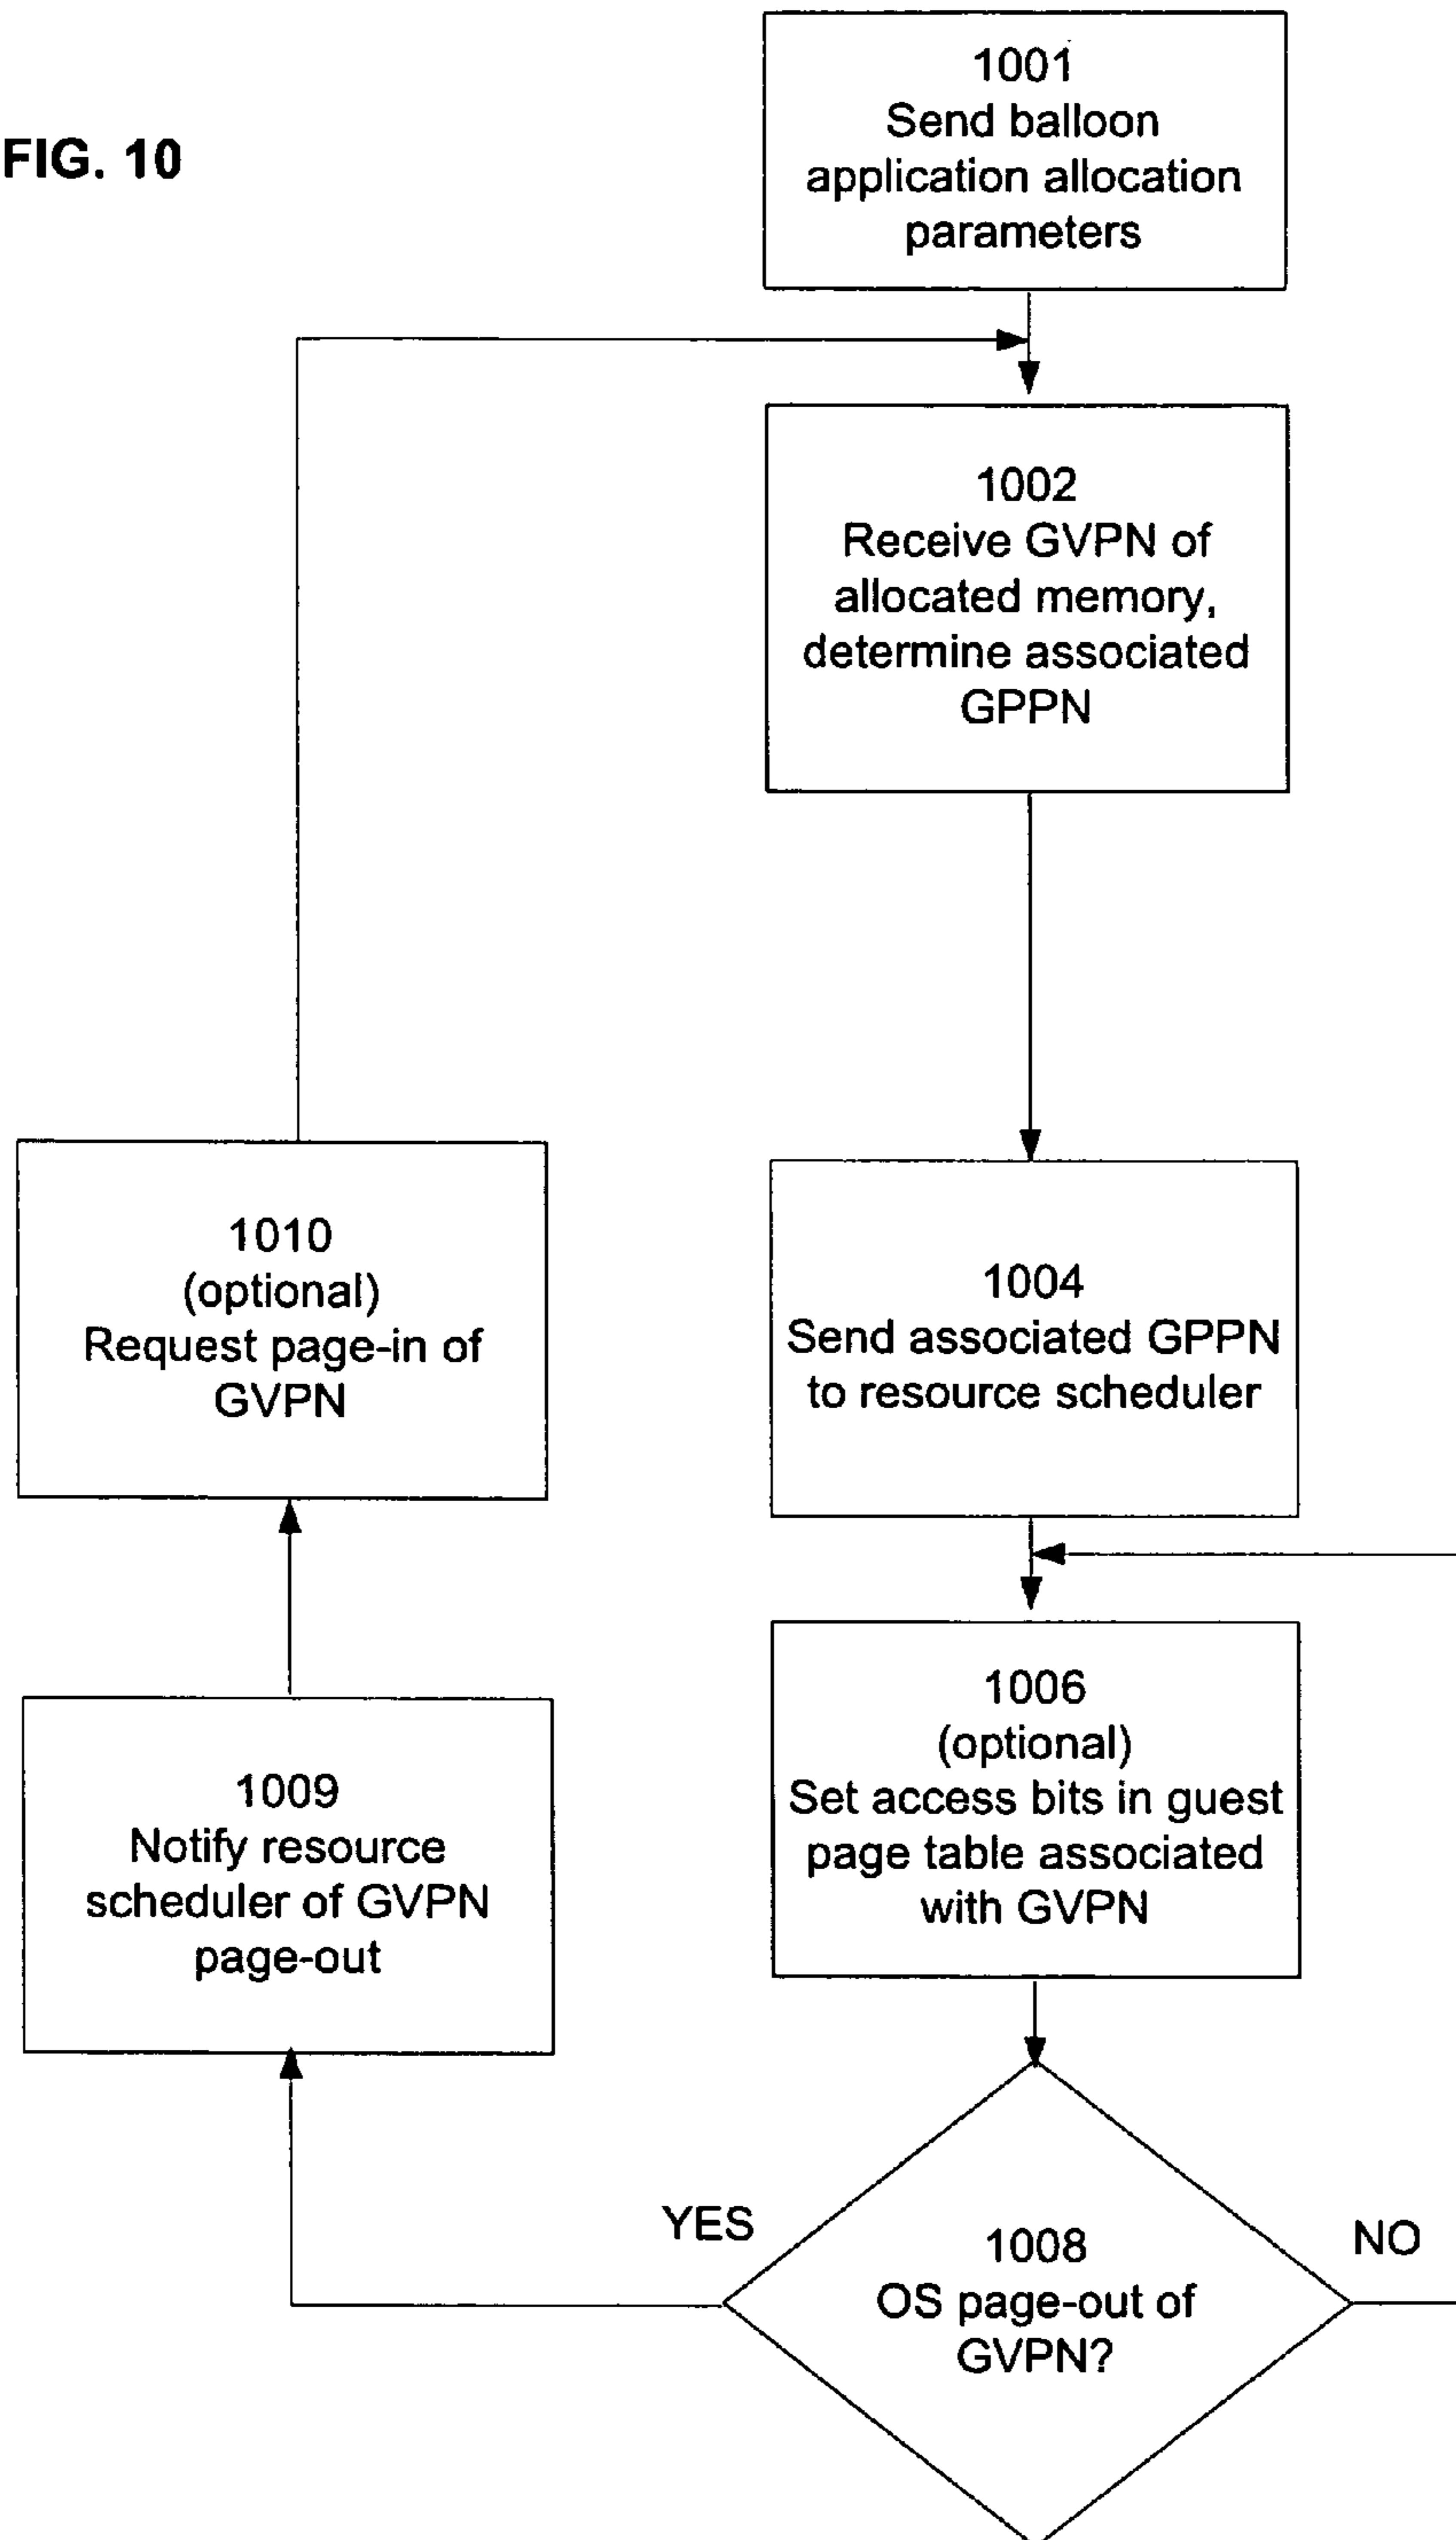 FIG. 10
1001
Send balloon
application allocation
parameters
1002
Receive GVPN of
allocated memory,
determine associated
GPPN
1010
(optional)
Request page-in of
GVPN
1004
Send associated GPPN
to resource scheduler
1006
(optional)
Set access bits in guest
page table associated
with GVPN
1009
Notify resource
scheduler of GVPN
page-out
YES
1008
OS page-out of
GVPN?
NO